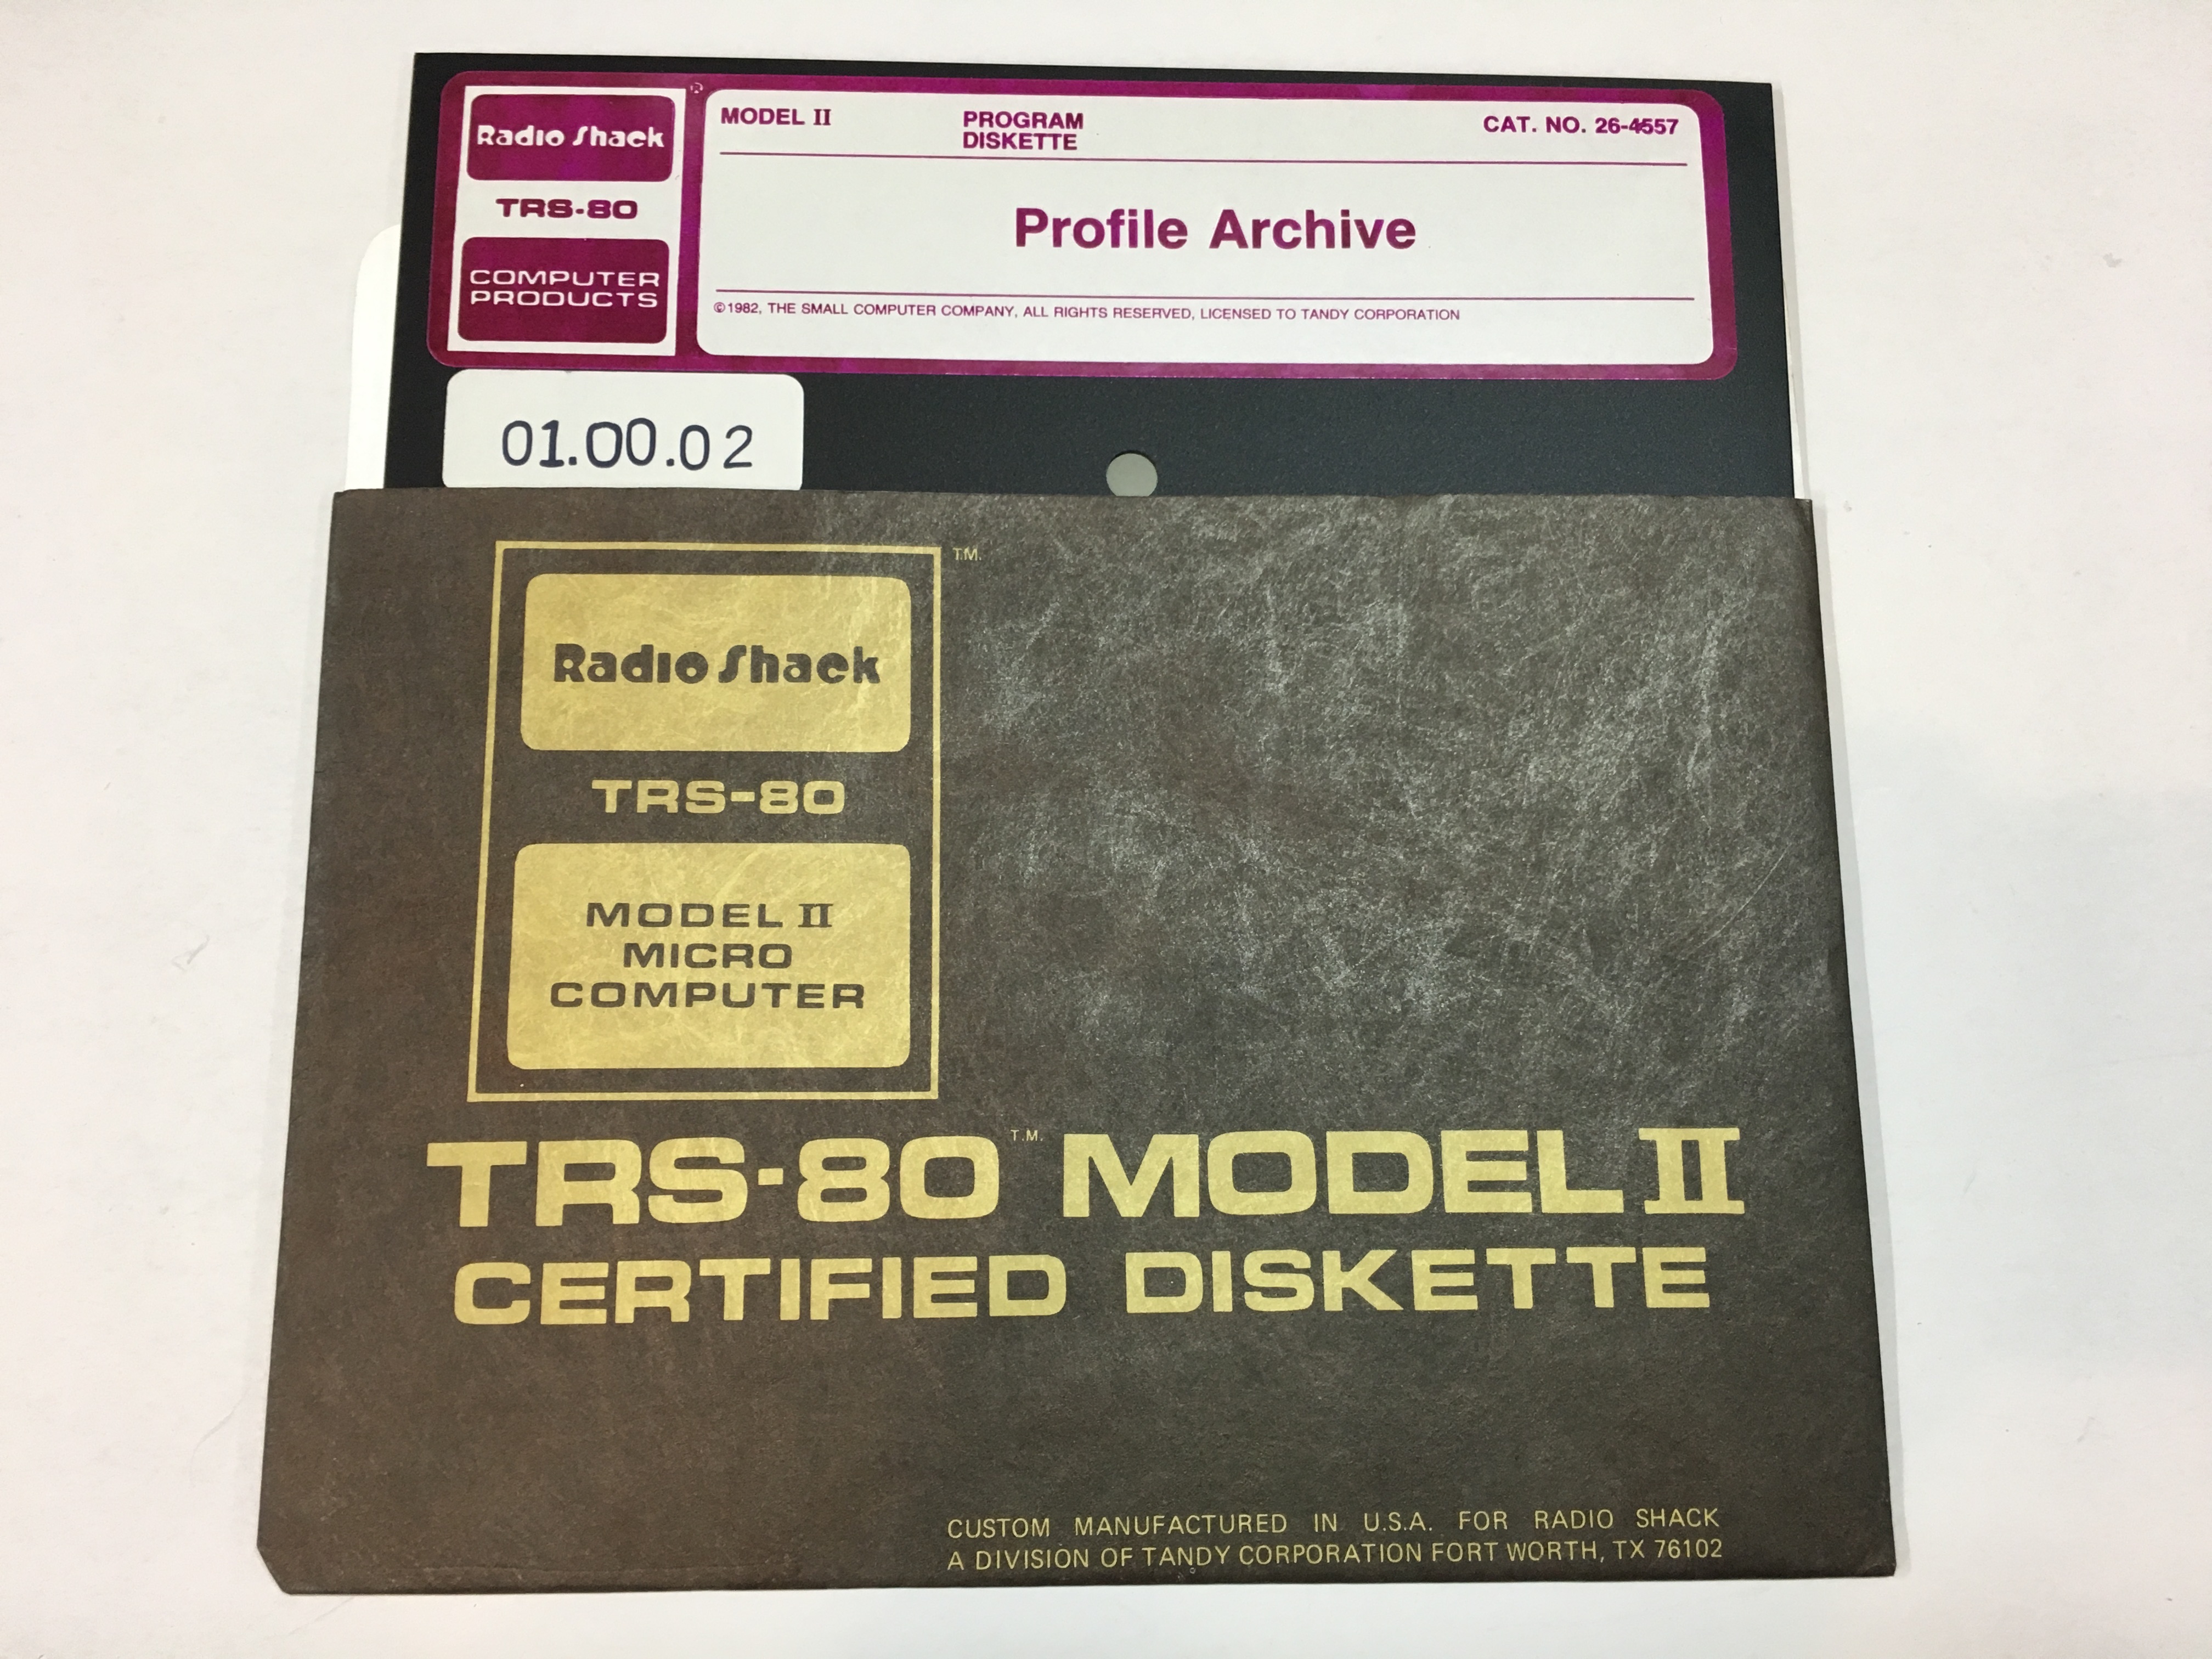 Radio Shack ®
TRS-80
COMPUTER
PRODUCTS
MODEL II PROGRAM DISKETTE CAT. NO. 26-4557
Profile Archive
©1982, THE SMALL COMPUTER COMPANY, ALL RIGHTS RESERVED, LICENSED TO TANDY CORPORATION
01.00.02
T.M.
Radio Shack
TRS-80
MODEL II
MICRO
COMPUTER
TRS-80 T.M. MODEL II
CERTIFIED DISKETTE
CUSTOM MANUFACTURED IN U.S.A. FOR RADIO SHACK
A DIVISION OF TANDY CORPORATION FORT WORTH, TX 76102